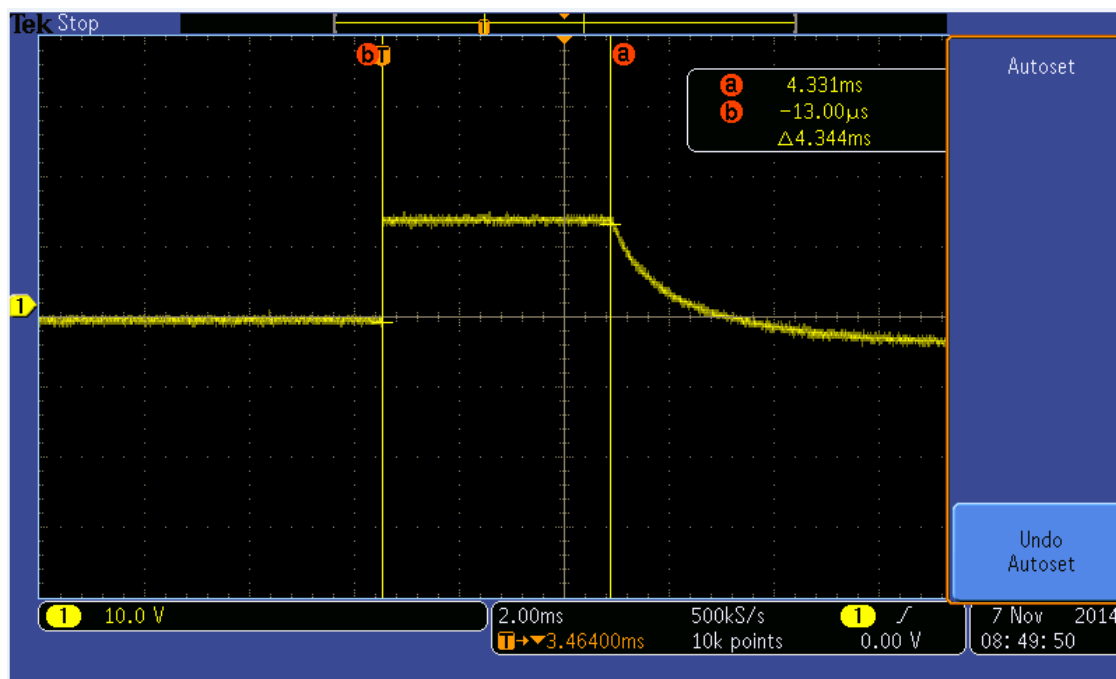 Tek Stop
T
b T
a
Autoset
a 4.331ms
b −13.00µs
Δ4.344ms
1
Undo
Autoset
1 10.0 V
2.00ms
T→▼3.46400ms
500kS/s
10k points
1 ∫
0.00 V
7 Nov 2014
08:49:50